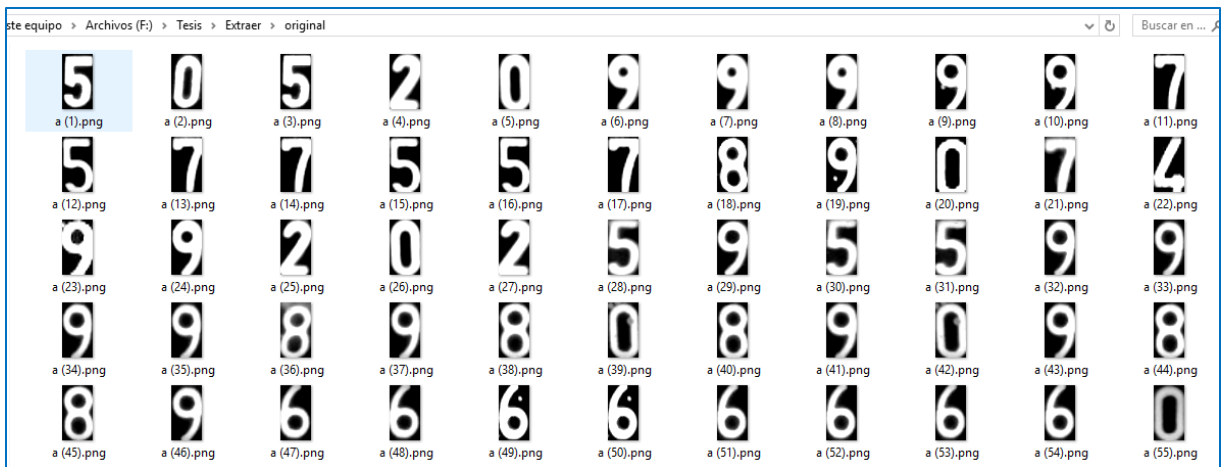 ste equipo > Archivos (F:) > Tesis > Extraer > original Buscar en ...
5 0 5 2 0 9 9 9 9 9 7
a (1).png a (2).png a (3).png a (4).png a (5).png a (6).png a (7).png a (8).png a (9).png a (10).png a (11).png
5 7 7 5 5 7 8 9 0 7 4
a (12).png a (13).png a (14).png a (15).png a (16).png a (17).png a (18).png a (19).png a (20).png a (21).png a (22).png
9 9 2 0 2 5 9 5 5 9 9
a (23).png a (24).png a (25).png a (26).png a (27).png a (28).png a (29).png a (30).png a (31).png a (32).png a (33).png
9 9 8 9 8 0 8 9 0 9 8
a (34).png a (35).png a (36).png a (37).png a (38).png a (39).png a (40).png a (41).png a (42).png a (43).png a (44).png
8 9 6 6 6 6 6 6 6 6 0
a (45).png a (46).png a (47).png a (48).png a (49).png a (50).png a (51).png a (52).png a (53).png a (54).png a (55).png